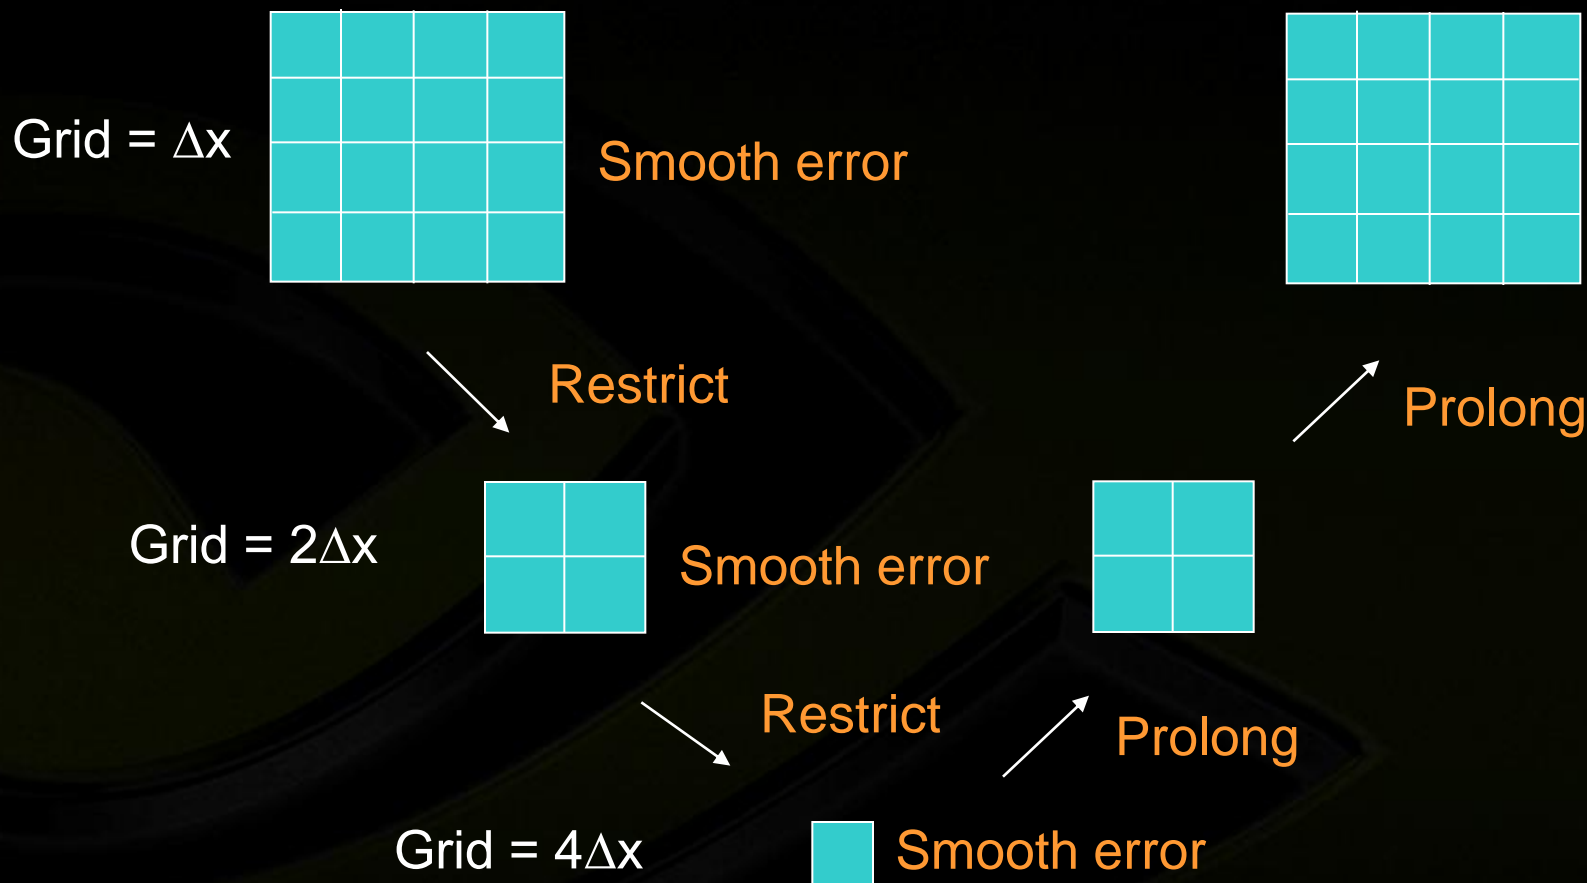 Grid = Δx
Smooth error
Restrict
Prolong
Grid = 2Δx
Smooth error
Restrict
Prolong
Grid = 4Δx
Smooth error